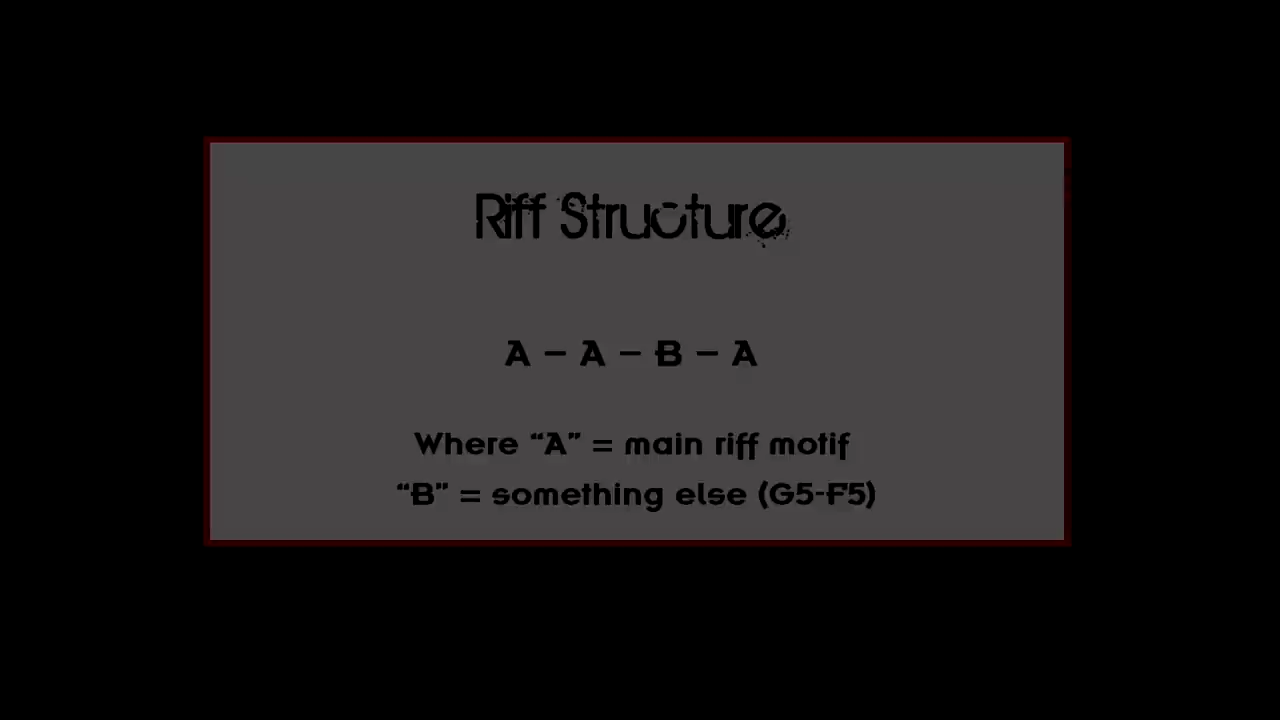 Riff Structure
A – A – B – A
Where “A” = main riff motif
“B” = something else (G5-F5)